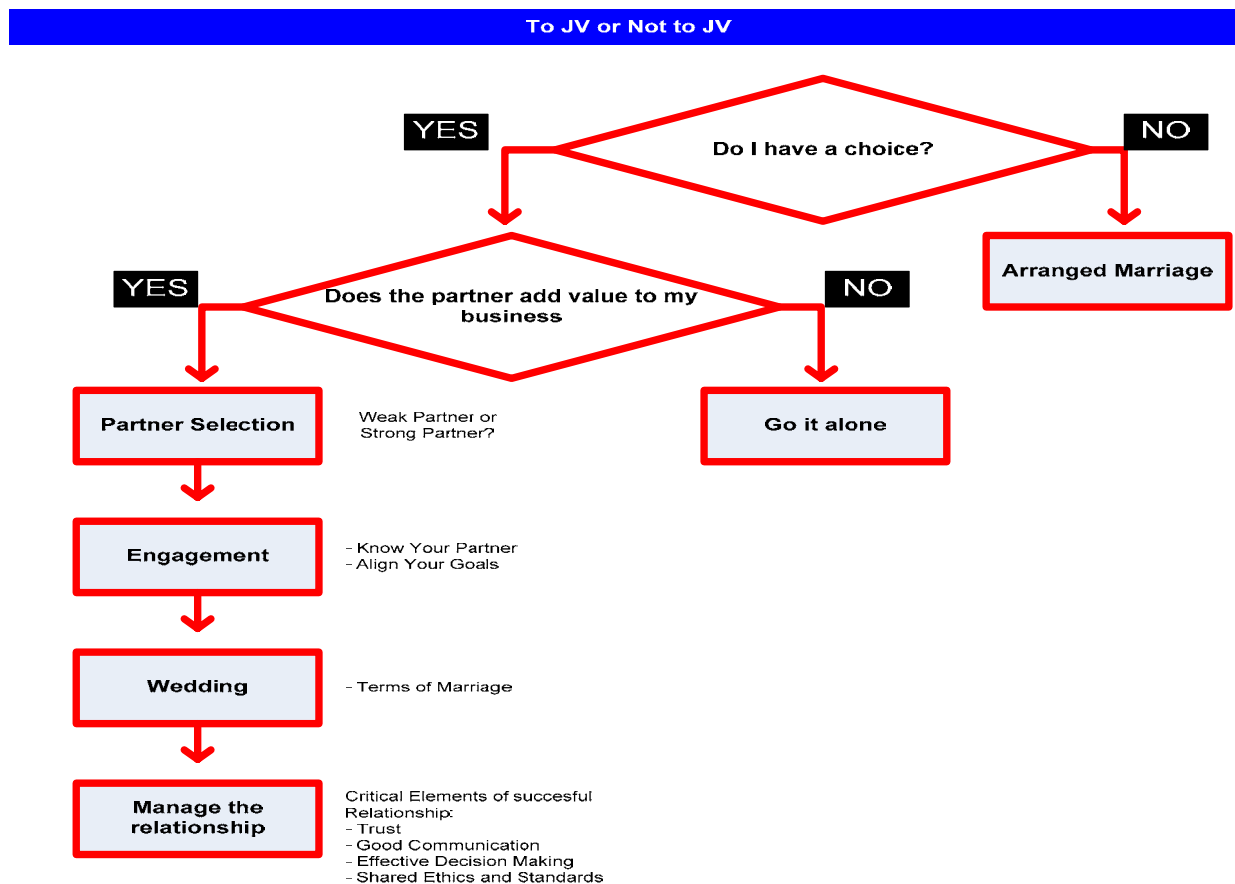 To JV or Not to JV
YES
Do I have a choice?
NO
Arranged Marriage
YES
Does the partner add value to my
business
NO
Partner Selection
Weak Partner or
Strong Partner?
Go it alone
Engagement
- Know Your Partner
- Align Your Goals
Wedding
- Terms of Marriage
Manage the
relationship
Critical Elements of succesful
Relationship:
- Trust
- Good Communication
- Effective Decision Making
- Shared Ethics and Standards